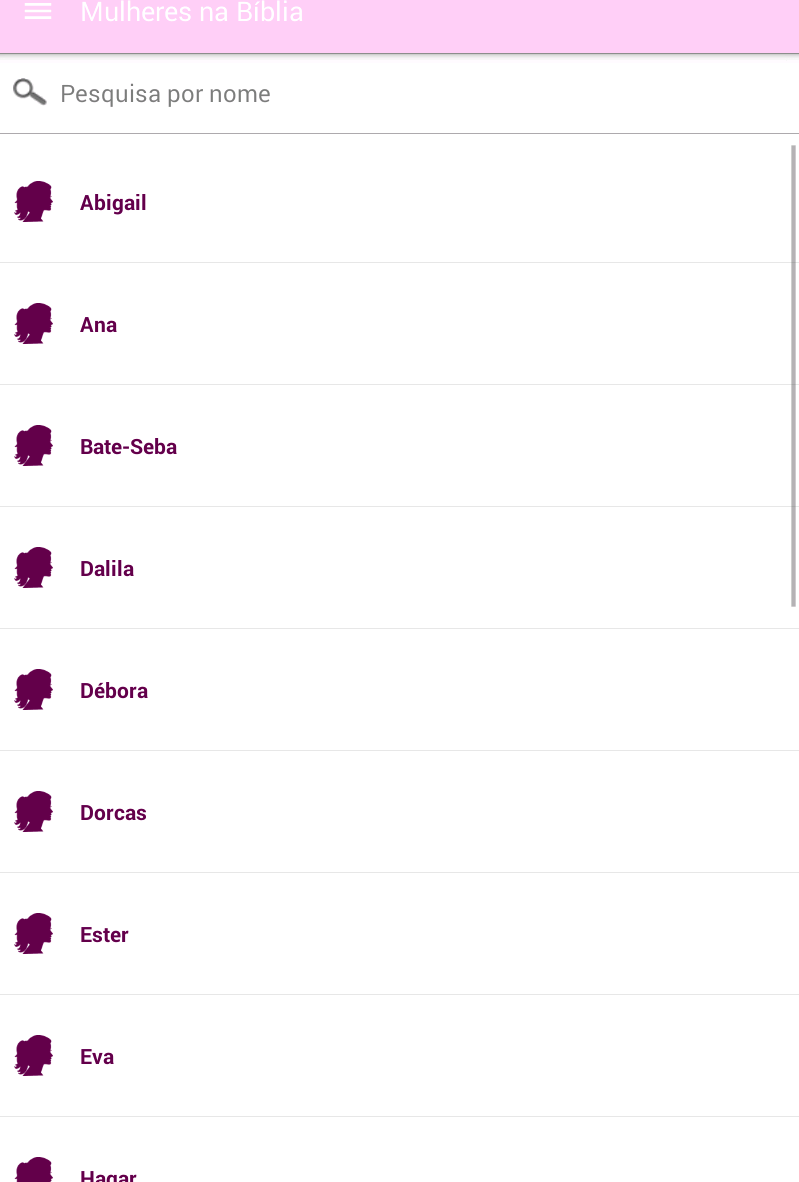 Mulheres na Bíblia
Pesquisa por nome
Abigail
Ana
Bate-Seba
Dalila
Débora
Dorcas
Ester
Eva
Hagar